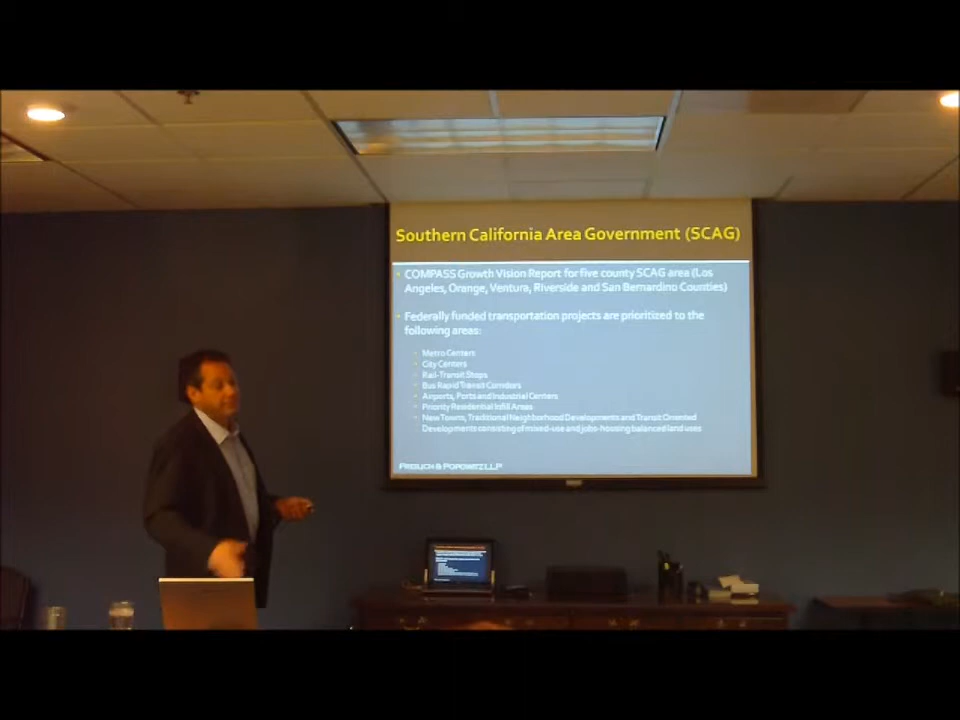 Southern California Area Government (SCAG)
COMPASS Growth Vision Report for five county SCAG area (Los
Angeles, Orange, Ventura, Riverside and San Bernardino Counties)
Federally funded transportation projects are prioritized to the
following areas:
Metro Centers
City Centers
Rail-Transit Stops
Bus Rapid Transit Corridors
Airports, Ports and Industrial Centers
Priority Residential Infill Areas
New Towns, Traditional Neighborhood Developments and Transit Oriented
Developments consisting of mixed-use and jobs-housing balanced land uses
& POPOWITZ LLP